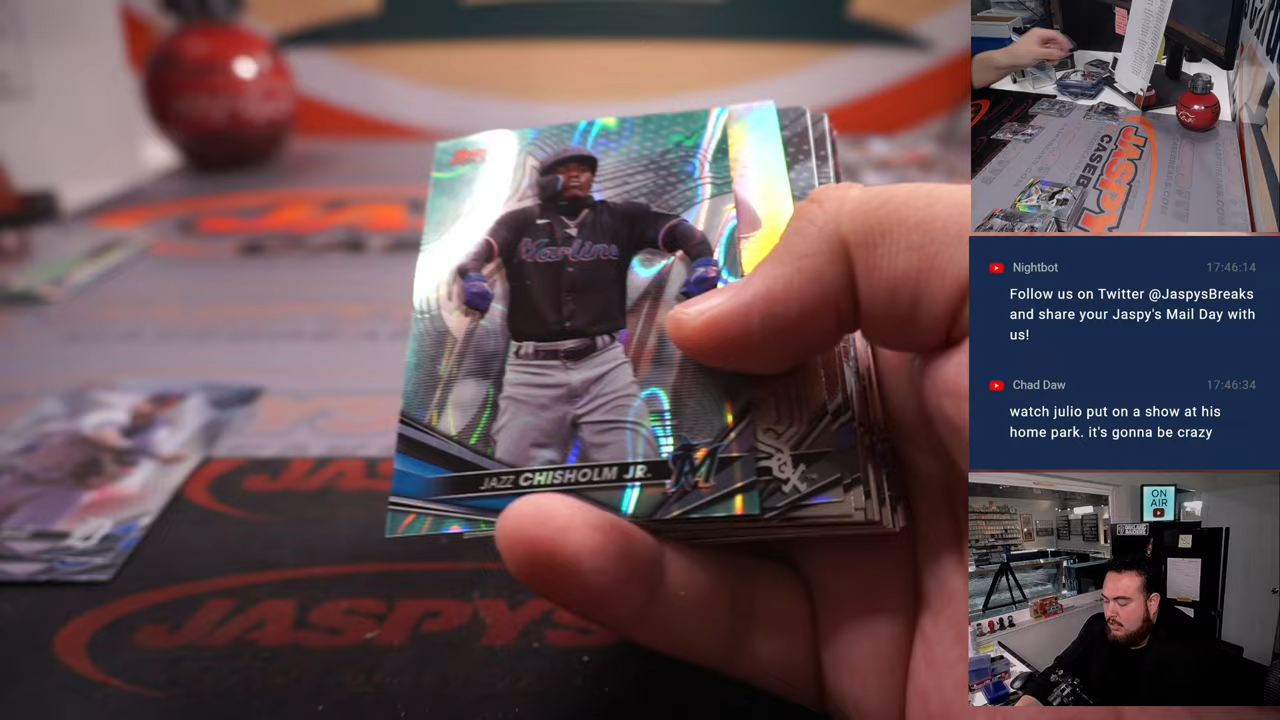 Marlins
JAZZ CHISHOLM JR.
M
Sox
JASPYS
JASPY
CASEB
Nightbot 17:46:14
Follow us on Twitter @JaspysBreaks
and share your Jaspy's Mail Day with
us!
Chad Daw 17:46:34
watch julio put on a show at his
home park. it's gonna be crazy
ON
AIR